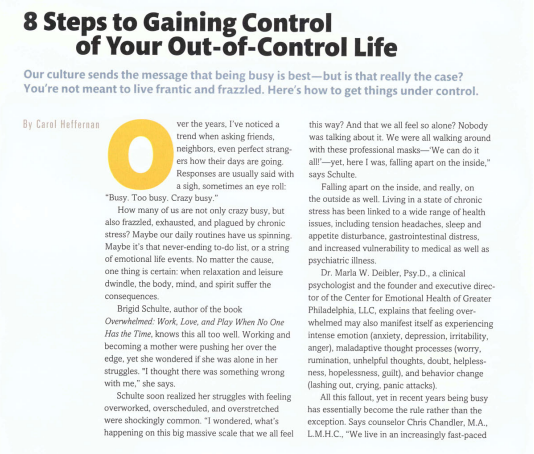 8 Steps to Gaining Control
of Your Out-of-Control Life
Our culture sends the message that being busy is best—but is that really the case?
You're not meant to live frantic and frazzled. Here's how to get things under control.
By Carol Heffernan
Over the years, I've noticed a
trend when asking friends,
neighbors, even perfect strang-
ers how their days are going.
Responses are usually said with
a sigh, sometimes an eye roll:
"Busy. Too busy. Crazy busy."
How many of us are not only crazy busy, but
also frazzled, exhausted, and plagued by chronic
stress? Maybe our daily routines have us spinning.
Maybe it's that never-ending to-do list, or a string
of emotional life events. No matter the cause,
one thing is certain: when relaxation and leisure
dwindle, the body, mind, and spirit suffer the
consequences.
Brigid Schulte, author of the book
Overwhelmed: Work, Love, and Play When No One
Has the Time, knows this all too well. Working and
becoming a mother were pushing her over the
edge, yet she wondered if she was alone in her
struggles. "I thought there was something wrong
with me," she says.
Schulte soon realized her struggles with feeling
overworked, overscheduled, and overstretched
were shockingly common. "I wondered, what's
happening on this big massive scale that we all feel
this way? And that we all feel so alone? Nobody
was talking about it. We were all walking around
with these professional masks—'We can do it
all!'—yet, here I was, falling apart on the inside,"
says Schulte.
Falling apart on the inside, and really, on
the outside as well. Living in a state of chronic
stress has been linked to a wide range of health
issues, including tension headaches, sleep and
appetite disturbance, gastrointestinal distress,
and increased vulnerability to medical as well as
psychiatric illness.
Dr. Marla W. Deibler, Psy.D., a clinical
psychologist and the founder and executive direc-
tor of the Center for Emotional Health of Greater
Philadelphia, LLC, explains that feeling over-
whelmed may also manifest itself as experiencing
intense emotion (anxiety, depression, irritability,
anger), maladaptive thought processes (worry,
rumination, unhelpful thoughts, doubt, helpless-
ness, hopelessness, guilt), and behavior change
(lashing out, crying, panic attacks).
All this fallout, yet in recent years being busy
has essentially become the rule rather than the
exception. Says counselor Chris Chandler, M.A.,
L.M.H.C., "We live in an increasingly fast-paced